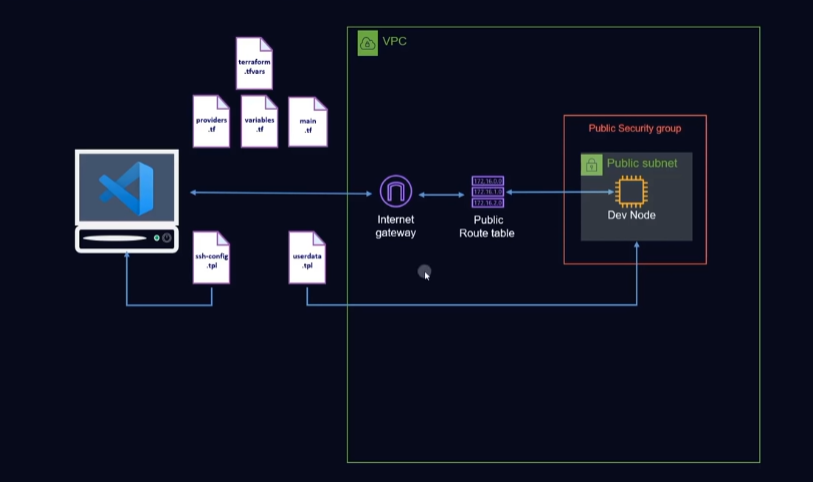 VPC
terraform
.tfvars
providers
.tf
variables
.tf
main
.tf
Public Security group
Public subnet
172.16.0.0
172.16.1.0
172.16.2.0
Internet
gateway
Public
Route table
Dev Node
ssh-config
.tpl
userdata
.tpl